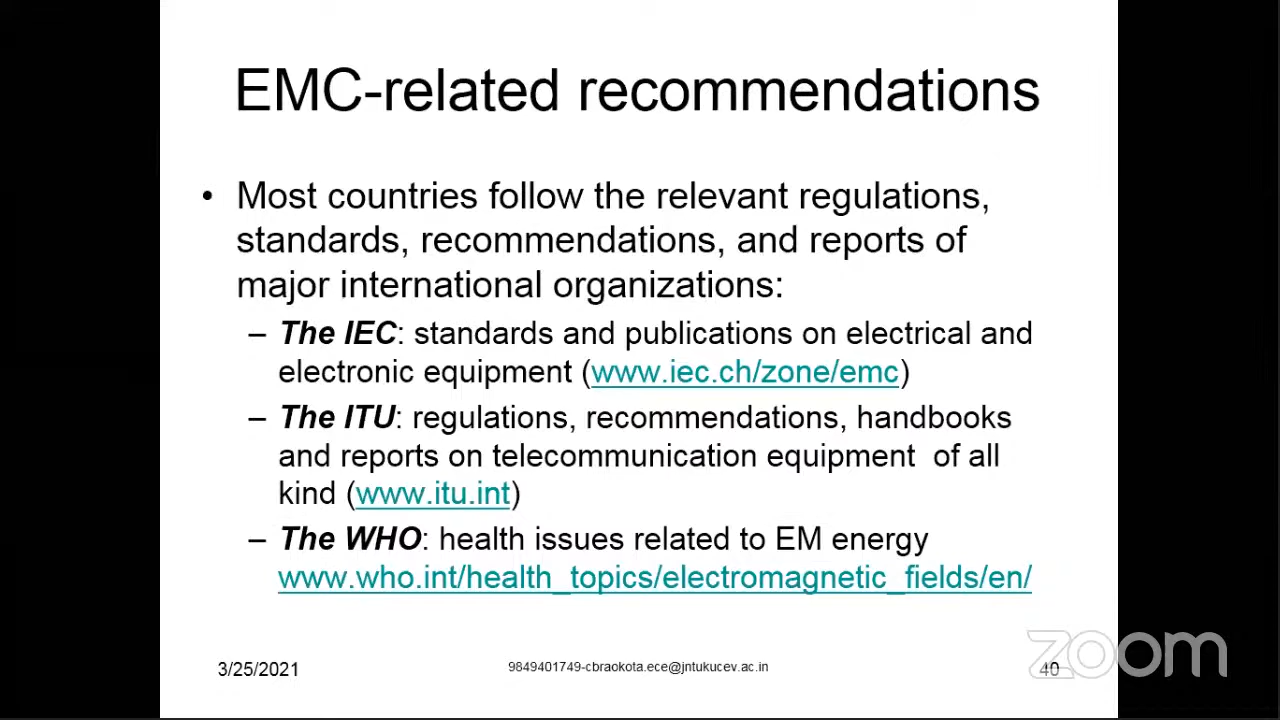 EMC-related recommendations
• Most countries follow the relevant regulations,
standards, recommendations, and reports of
major international organizations:
– The IEC: standards and publications on electrical and
electronic equipment (www.iec.ch/zone/emc)
– The ITU: regulations, recommendations, handbooks
and reports on telecommunication equipment  of all
kind (www.itu.int)
– The WHO: health issues related to EM energy
www.who.int/health_topics/electromagnetic_fields/en/
3/25/2021
9849401749-cbraokota.ece@jntukucev.ac.in
40
zoom